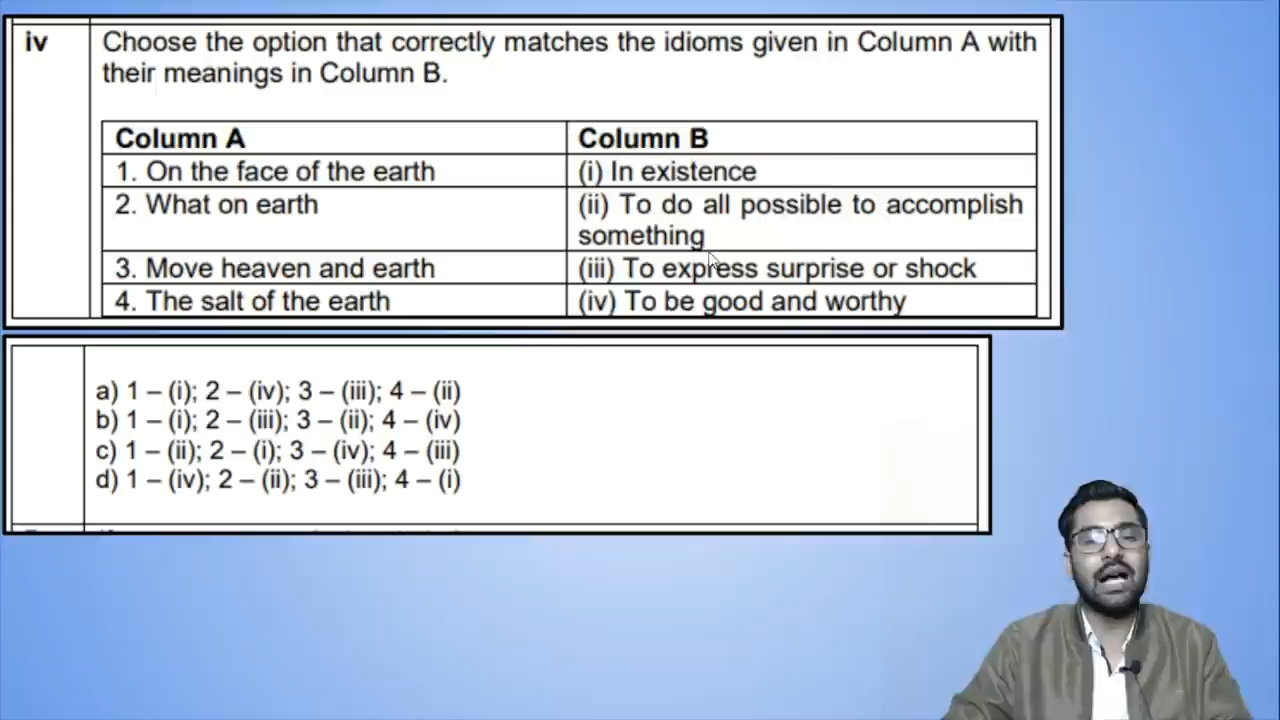 iv
Choose the option that correctly matches the idioms given in Column A with
their meanings in Column B.
Column A
Column B
1. On the face of the earth
(i) In existence
2. What on earth
(ii) To do all possible to accomplish
something
3. Move heaven and earth
(iii) To express surprise or shock
4. The salt of the earth
(iv) To be good and worthy
a) 1 – (i); 2 – (iv); 3 – (iii); 4 – (ii)
b) 1 – (i); 2 – (iii); 3 – (ii); 4 – (iv)
c) 1 – (ii); 2 – (i); 3 – (iv); 4 – (iii)
d) 1 – (iv); 2 – (ii); 3 – (iii); 4 – (i)